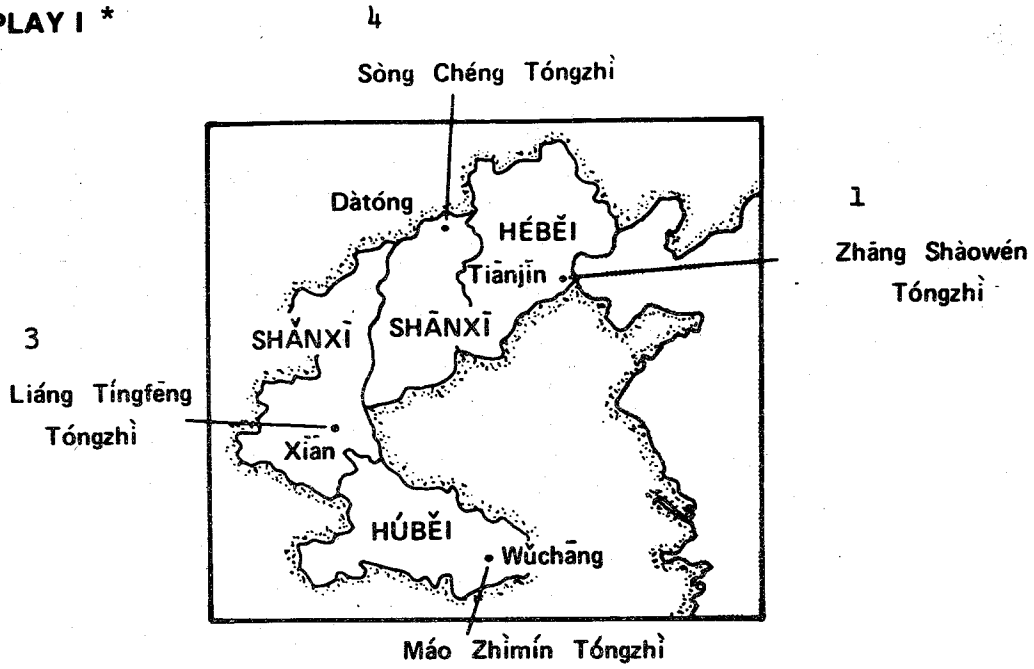 PLAY I *
4
Sòng Chéng Tóngzhì
Dàtóng
HÉBĚI
1
Tiānjīn
Zhāng Shàowén
Tóngzhì
SHǍNXĪ
SHĀNXĪ
3
Liáng Tíngfēng
Tóngzhì
Xīān
HÚBĚI
Wǔchāng
Máo Zhìmín Tóngzhì